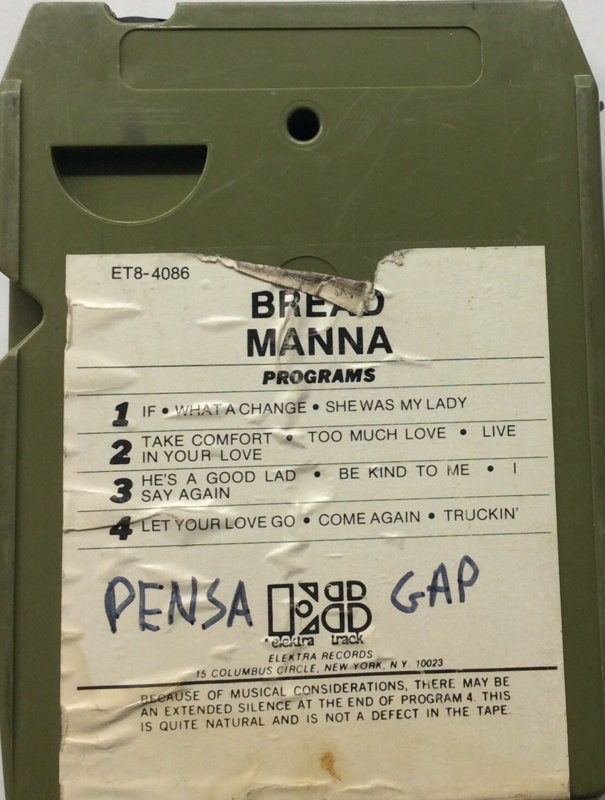 ET8-4086
BREAD
MANNA
PROGRAMS
1 IF • WHAT A CHANGE • SHE WAS MY LADY
2 TAKE COMFORT • TOO MUCH LOVE • LIVE
IN YOUR LOVE
3 HE'S A GOOD LAD • BE KIND TO ME • I
SAY AGAIN
4 LET YOUR LOVE GO • COME AGAIN • TRUCKIN'
PENSA GAP
elektra track
ELEKTRA RECORDS
15 COLUMBUS CIRCLE, NEW YORK, N.Y. 10023
BECAUSE OF MUSICAL CONSIDERATIONS, THERE MAY BE
AN EXTENDED SILENCE AT THE END OF PROGRAM 4. THIS
IS QUITE NATURAL AND IS NOT A DEFECT IN THE TAPE.